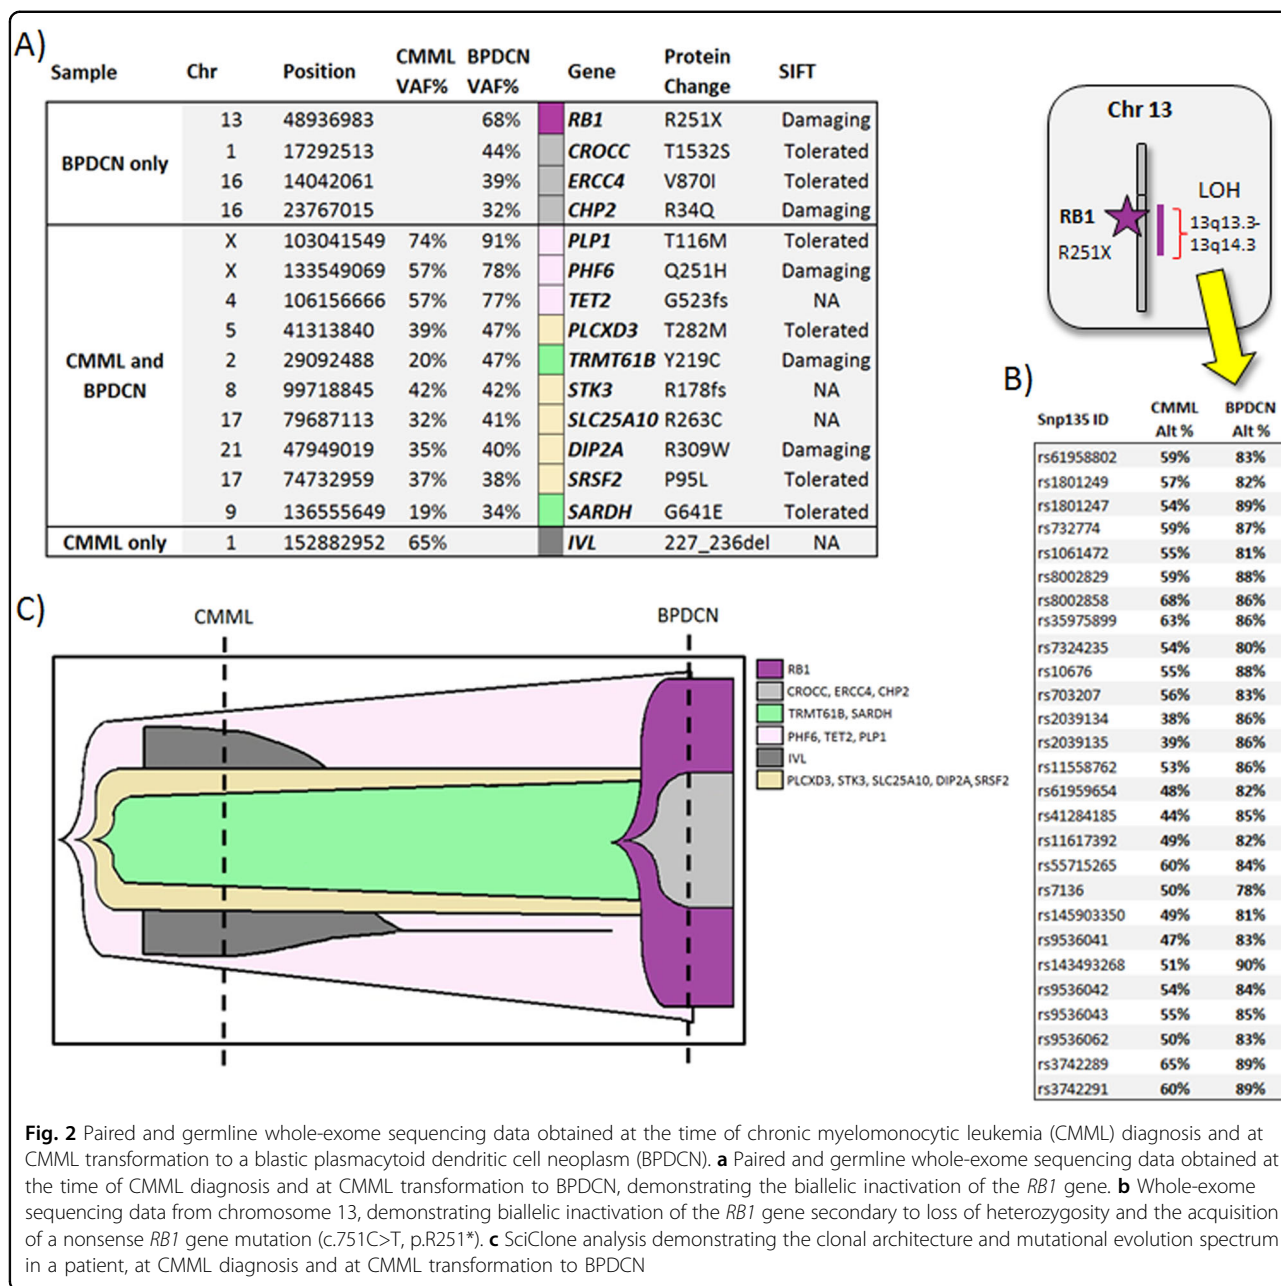 A)
Sample Chr Position CMML VAF% BPDCN VAF% Gene Protein Change SIFT
BPDCN only
13 48936983 68% RB1 R251X Damaging
1 17292513 44% CROCC T1532S Tolerated
16 14042061 39% ERCC4 V870I Tolerated
16 23767015 32% CHP2 R34Q Damaging
CMML and BPDCN
X 103041549 74% 91% PLP1 T116M Tolerated
X 133549069 57% 78% PHF6 Q251H Damaging
4 106156666 57% 77% TET2 G523fs NA
5 41313840 39% 47% PLCXD3 T282M Tolerated
2 29092488 20% 47% TRMT61B Y219C Damaging
8 99718845 42% 42% STK3 R178fs NA
17 79687113 32% 41% SLC25A10 R263C NA
21 47949019 35% 40% DIP2A R309W Damaging
17 74732959 37% 38% SRSF2 P95L Tolerated
9 136555649 19% 34% SARDH G641E Tolerated
CMML only 1 152882952 65% IVL 227_236del NA
Chr 13
RB1
R251X
LOH
13q13.3-
13q14.3
B)
Snp135 ID CMML Alt % BPDCN Alt %
rs61958802 59% 83%
rs1801249 57% 82%
rs1801247 54% 89%
rs732774 59% 87%
rs1061472 55% 81%
rs8002829 59% 88%
rs8002858 68% 86%
rs35975899 63% 86%
rs7324235 54% 80%
rs10676 55% 88%
rs703207 56% 83%
rs2039134 38% 86%
rs2039135 39% 86%
rs11558762 53% 86%
rs61959654 48% 82%
rs41284185 44% 85%
rs11617392 49% 82%
rs55715265 60% 84%
rs7136 50% 78%
rs145903350 49% 81%
rs9536041 47% 83%
rs143493268 51% 90%
rs9536042 54% 84%
rs9536043 55% 85%
rs9536062 50% 83%
rs3742289 65% 89%
rs3742291 60% 89%
C)
CMML
BPDCN
RB1
CROCC, ERCC4, CHP2
TRMT61B, SARDH
PHF6, TET2, PLP1
IVL
PLCXD3, STK3, SLC25A10, DIP2A, SRSF2
Fig. 2 Paired and germline whole-exome sequencing data obtained at the time of chronic myelomonocytic leukemia (CMML) diagnosis and at
CMML transformation to a blastic plasmacytoid dendritic cell neoplasm (BPDCN). a Paired and germline whole-exome sequencing data obtained at
the time of CMML diagnosis and at CMML transformation to BPDCN, demonstrating the biallelic inactivation of the RB1 gene. b Whole-exome
sequencing data from chromosome 13, demonstrating biallelic inactivation of the RB1 gene secondary to loss of heterozygosity and the acquisition
of a nonsense RB1 gene mutation (c.751C>T, p.R251*). c SciClone analysis demonstrating the clonal architecture and mutational evolution spectrum
in a patient, at CMML diagnosis and at CMML transformation to BPDCN